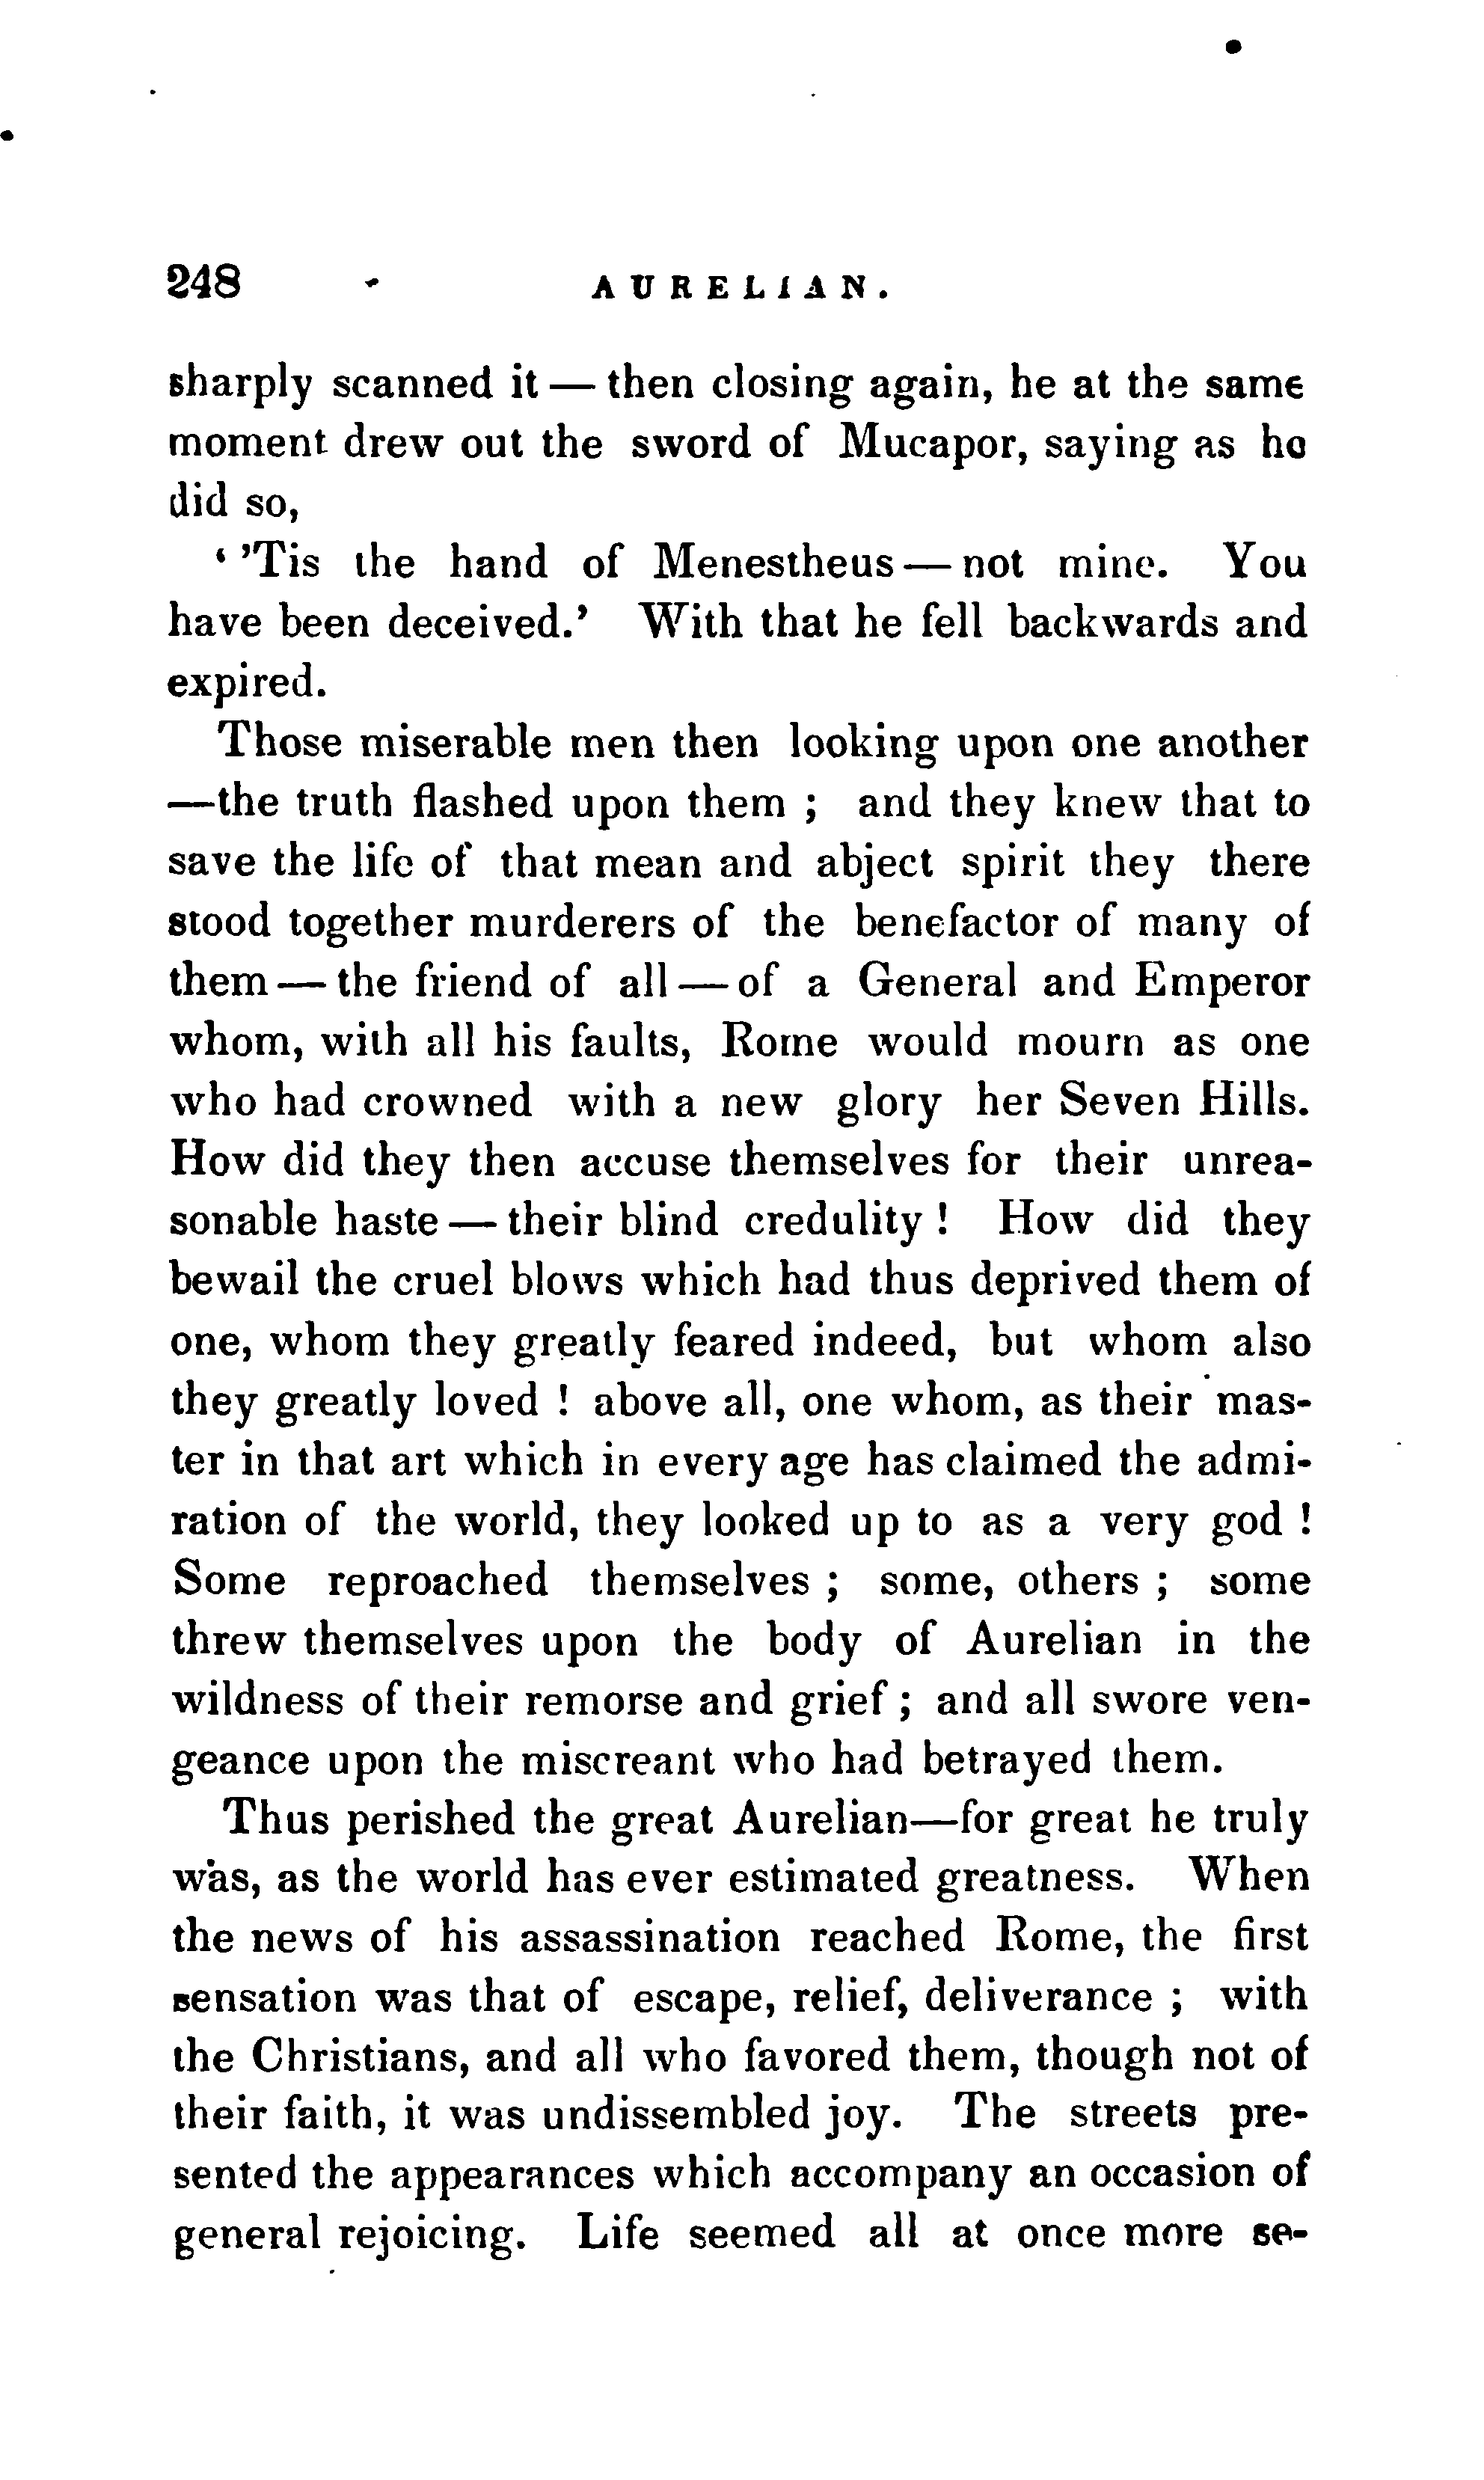 248 AURELIAN.
sharply scanned it — then closing again, he at the same
moment drew out the sword of Mucapor, saying as he
did so,
‘ ’Tis the hand of Menestheus — not mine. You
have been deceived.’ With that he fell backwards and
expired.
Those miserable men then looking upon one another
—the truth flashed upon them ; and they knew that to
save the life of that mean and abject spirit they there
stood together murderers of the benefactor of many of
them — the friend of all — of a General and Emperor
whom, with all his faults, Rome would mourn as one
who had crowned with a new glory her Seven Hills.
How did they then accuse themselves for their unrea-
sonable haste — their blind credulity ! How did they
bewail the cruel blows which had thus deprived them of
one, whom they greatly feared indeed, but whom also
they greatly loved ! above all, one whom, as their mas-
ter in that art which in every age has claimed the admi-
ration of the world, they looked up to as a very god !
Some reproached themselves ; some, others ; some
threw themselves upon the body of Aurelian in the
wildness of their remorse and grief ; and all swore ven-
geance upon the miscreant who had betrayed them.
Thus perished the great Aurelian—for great he truly
was, as the world has ever estimated greatness. When
the news of his assassination reached Rome, the first
sensation was that of escape, relief, deliverance ; with
the Christians, and all who favored them, though not of
their faith, it was undissembled joy. The streets pre-
sented the appearances which accompany an occasion of
general rejoicing. Life seemed all at once more se-